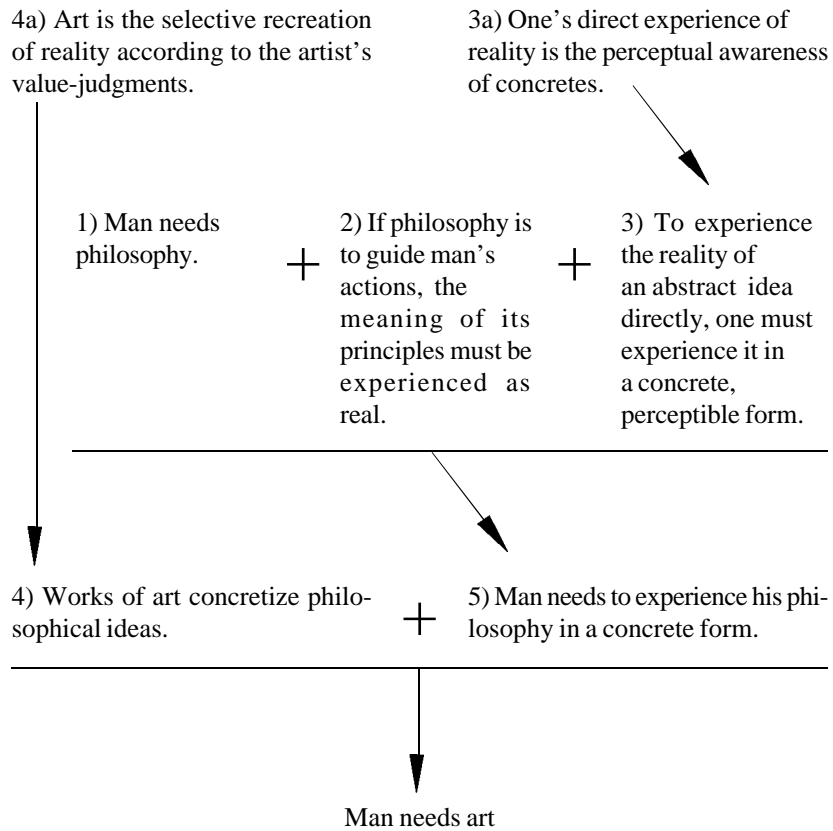 4a) Art is the selective recreation
of reality according to the artist's
value-judgments.
3a) One's direct experience of
reality is the perceptual awareness
of concretes.
1) Man needs
philosophy.
+
2) If philosophy is
to guide man's
actions, the
meaning of its
principles must be
experienced as
real.
+
3) To experience
the reality of
an abstract idea
directly, one must
experience it in
a concrete,
perceptible form.
4) Works of art concretize philo-
sophical ideas.
+
5) Man needs to experience his phi-
losophy in a concrete form.
Man needs art